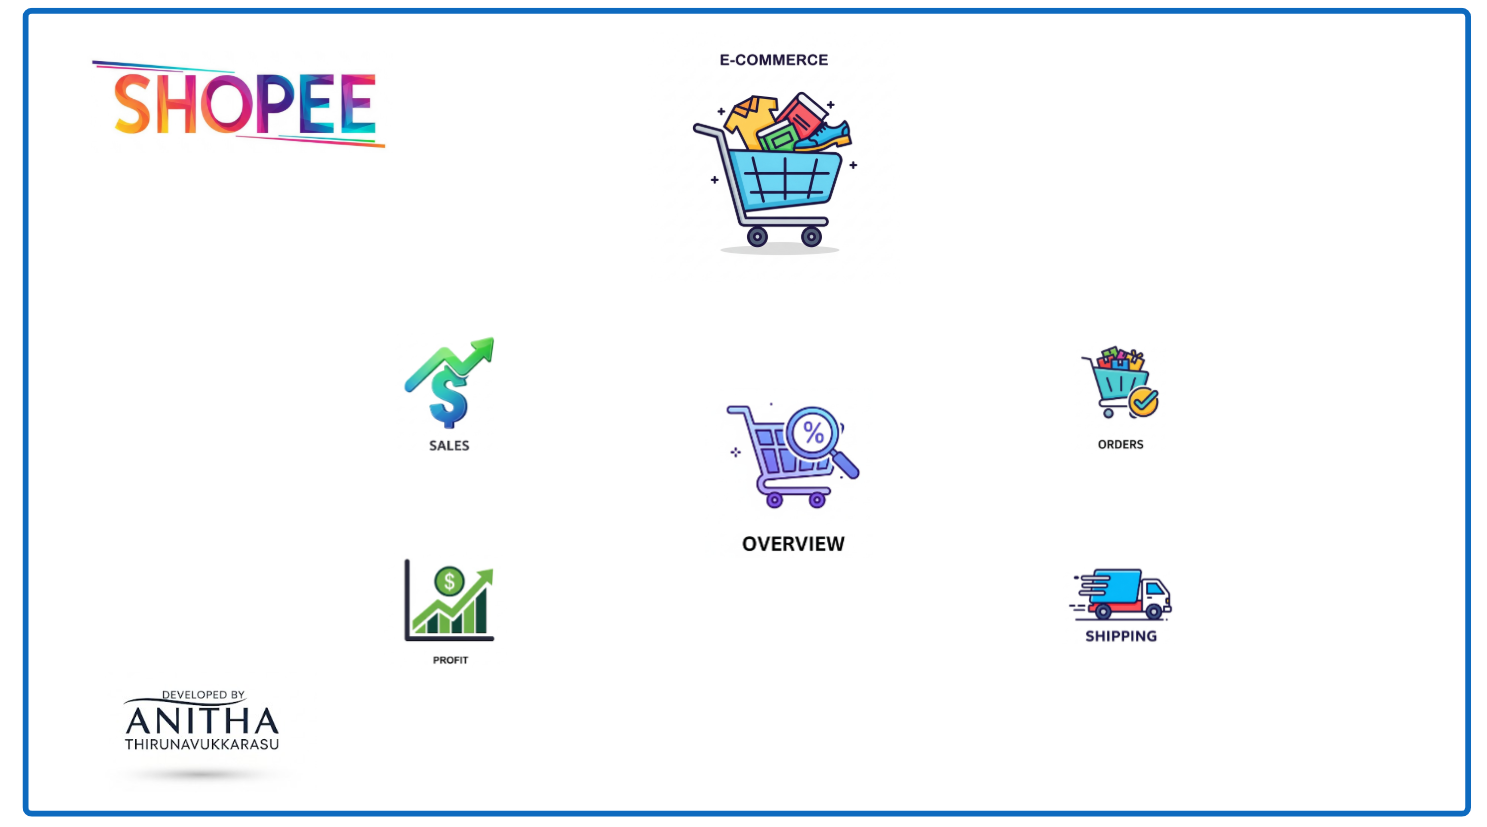 SHOPEE
E-COMMERCE
$
SALES
%
OVERVIEW
ORDERS
$
PROFIT
SHIPPING
DEVELOPED BY
ANITHA
THIRUNAVUKKARASU